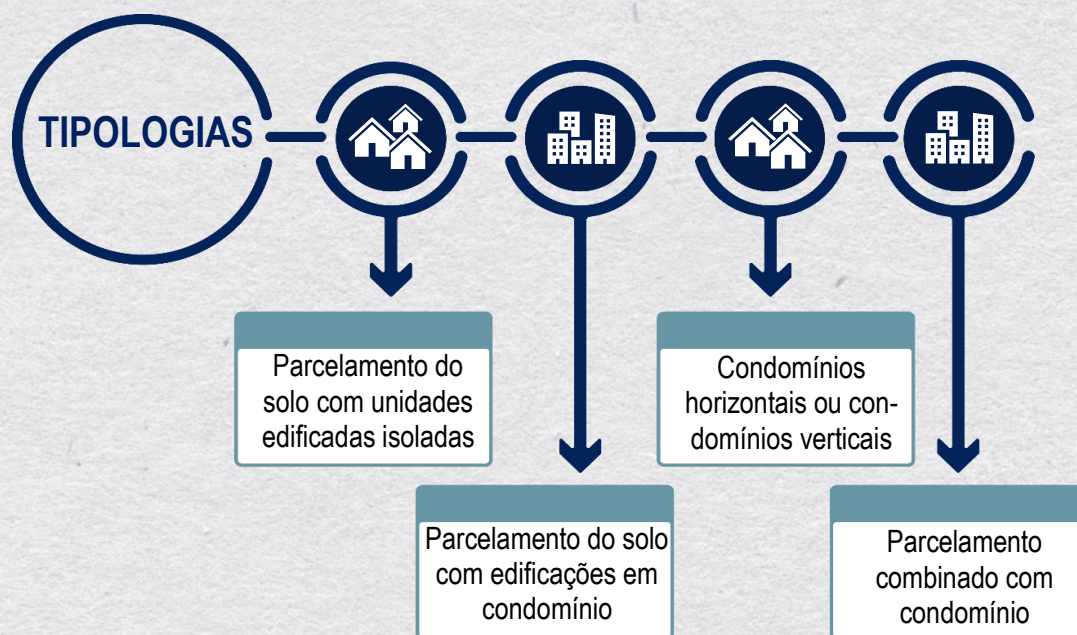 TIPOLOGIAS
Parcelamento do
solo com unidades
edificadas isoladas
Parcelamento do solo
com edificações em
condomínio
Condomínios
horizontais ou con-
domínios verticais
Parcelamento
combinado com
condomínio